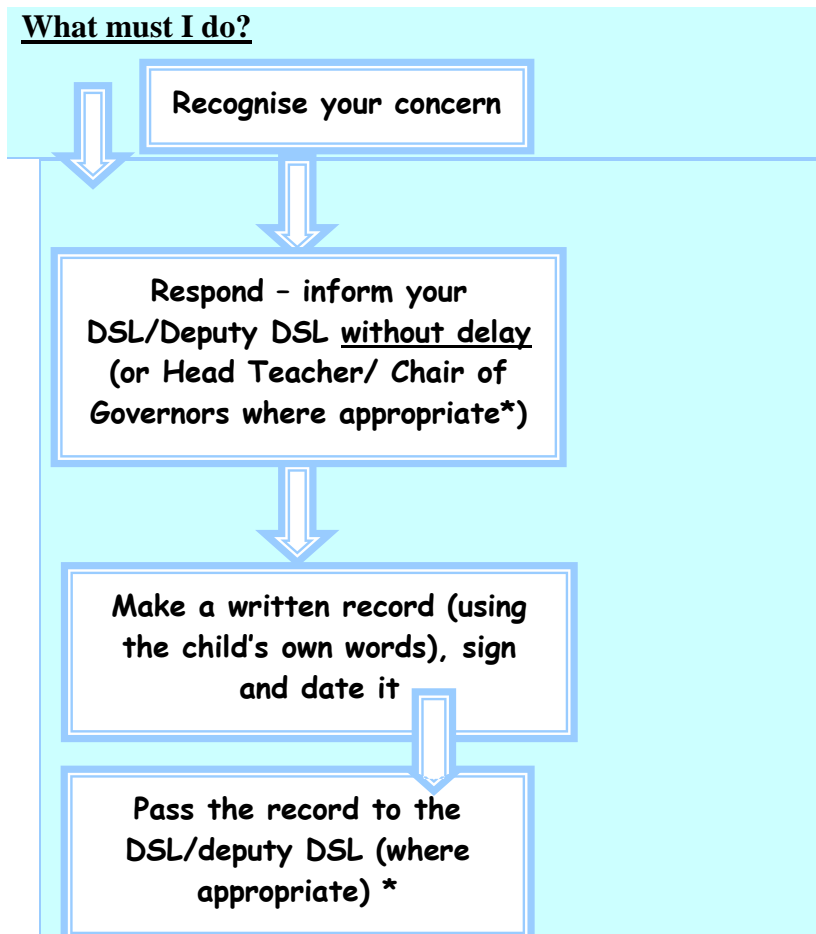 What must I do?
Recognise your concern
Respond – inform your
DSL/Deputy DSL without delay
(or Head Teacher/ Chair of
Governors where appropriate*)
Make a written record (using
the child’s own words), sign
and date it
Pass the record to the
DSL/deputy DSL (where
appropriate) *